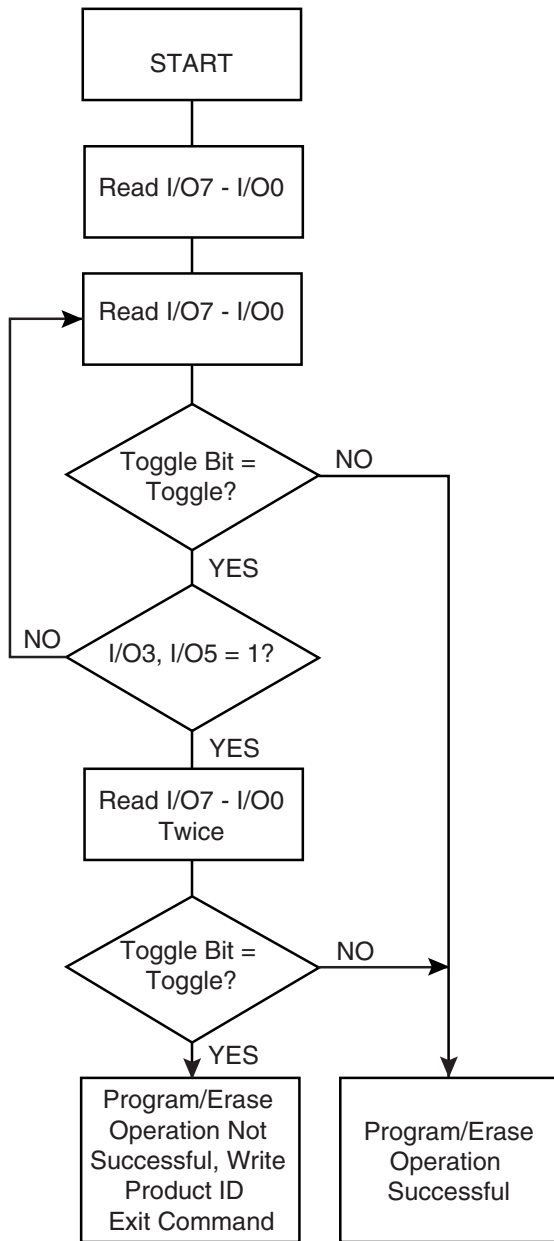 START
Read I/O7 - I/O0
Read I/O7 - I/O0
Toggle Bit =
Toggle?
NO
YES
NO
I/O3, I/O5 = 1?
YES
Read I/O7 - I/O0
Twice
Toggle Bit =
Toggle?
NO
YES
Program/Erase
Operation Not
Successful, Write
Product ID
Exit Command
Program/Erase
Operation
Successful